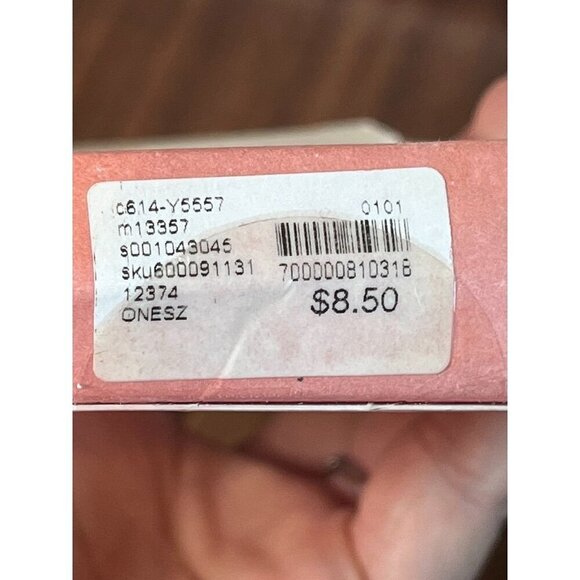 c614-Y5557
m13357
s001043045
sku600091131
12374
ONESZ
0101
700000810318
$8.50